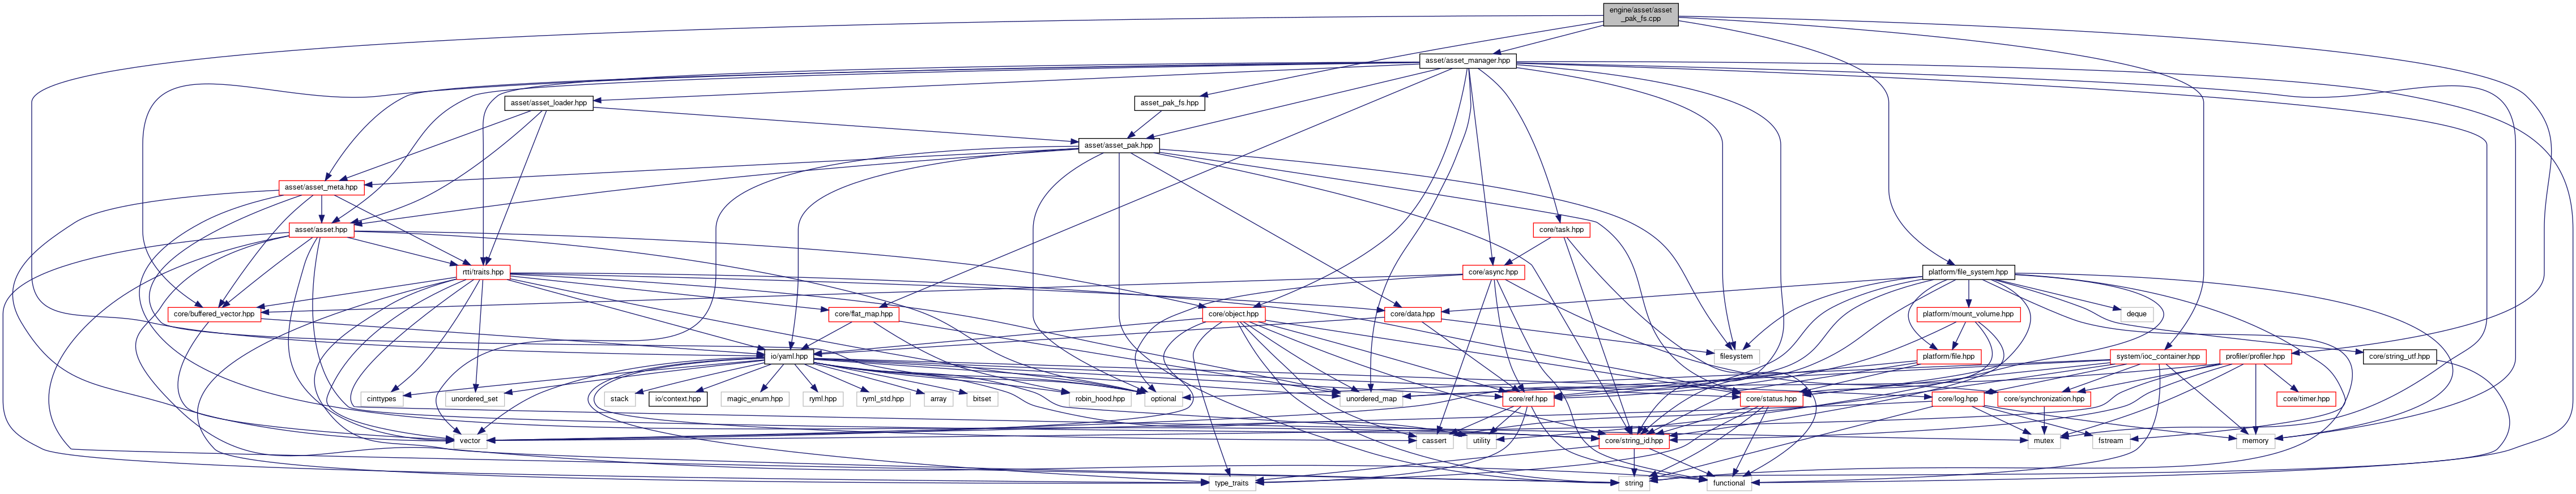 engine/asset/asset
_pak_fs.cpp
asset/asset_manager.hpp
asset/asset_loader.hpp
asset_pak_fs.hpp
asset/asset_pak.hpp
asset/asset_meta.hpp
asset/asset.hpp
core/task.hpp
rtti/traits.hpp
core/async.hpp
platform/file_system.hpp
core/buffered_vector.hpp
core/flat_map.hpp
core/object.hpp
core/data.hpp
platform/mount_volume.hpp
deque
io/yaml.hpp
filesystem
platform/file.hpp
system/ioc_container.hpp
profiler/profiler.hpp
core/string_utf.hpp
cinttypes
unordered_set
stack
io/context.hpp
magic_enum.hpp
ryml.hpp
ryml_std.hpp
array
bitset
robin_hood.hpp
optional
unordered_map
core/ref.hpp
core/status.hpp
core/log.hpp
core/synchronization.hpp
core/timer.hpp
vector
cassert
utility
core/string_id.hpp
mutex
fstream
memory
type_traits
string
functional